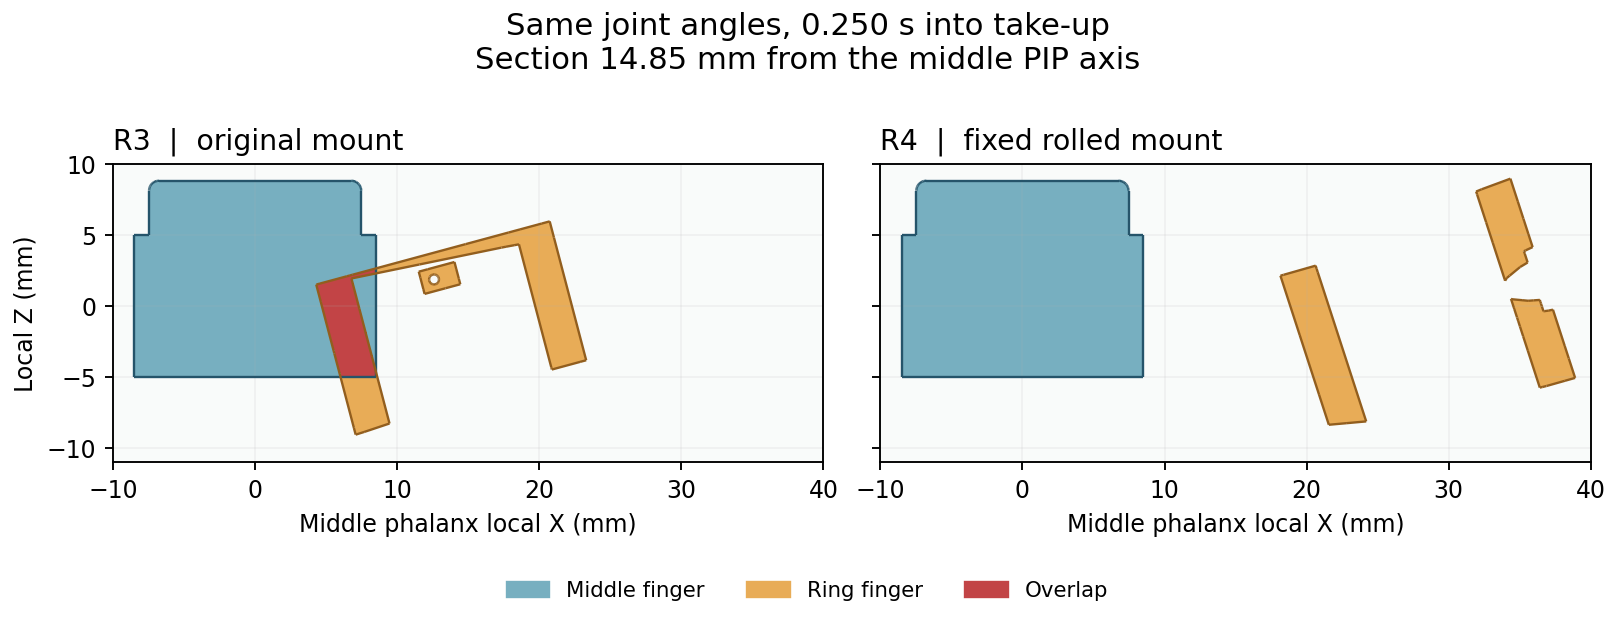 Same joint angles, 0.250 s into take-up
Section 14.85 mm from the middle PIP axis
R3 | original mount
R4 | fixed rolled mount
Local Z (mm)
10
5
0
−5
−10
−10 0 10 20 30 40
−10 0 10 20 30 40
Middle phalanx local X (mm)
Middle phalanx local X (mm)
Middle finger
Ring finger
Overlap